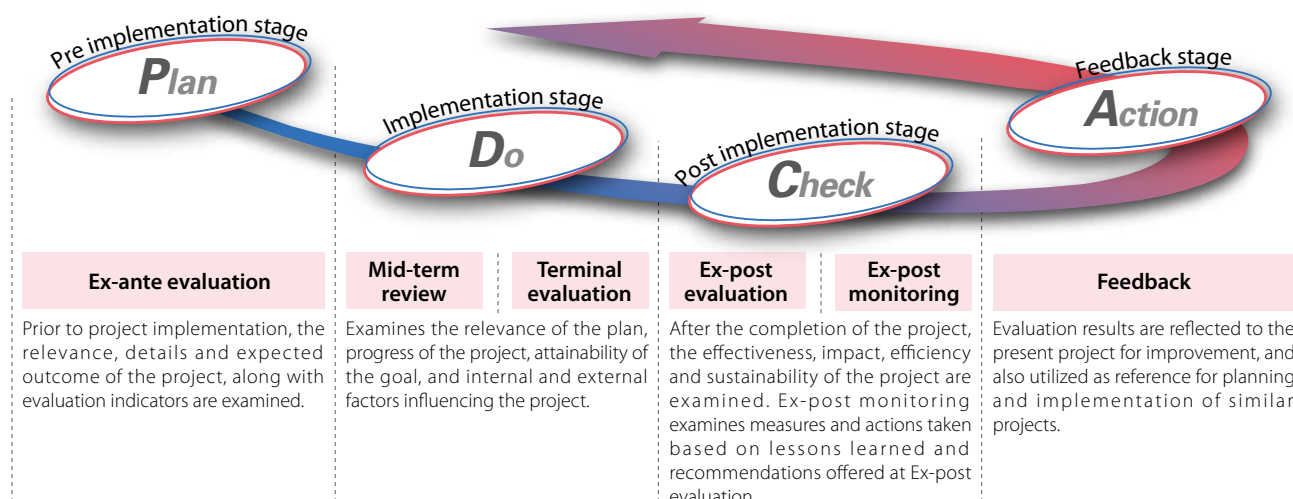 Pre implementation stage
Plan
Implementation stage
Do
Post implementation stage
Check
Feedback stage
Action
Ex-ante evaluation
Prior to project implementation, the
relevance, details and expected
outcome of the project, along with
evaluation indicators are examined.
Mid-term
review
Terminal
evaluation
Examines the relevance of the plan,
progress of the project, attainability of
the goal, and internal and external
factors influencing the project.
Ex-post
evaluation
Ex-post
monitoring
After the completion of the project,
the effectiveness, impact, efficiency
and sustainability of the project are
examined. Ex-post monitoring
examines measures and actions taken
based on lessons learned and
recommendations offered at Ex-post
evaluation
Feedback
Evaluation results are reflected to the
present project for improvement, and
also utilized as reference for planning
and implementation of similar
projects.